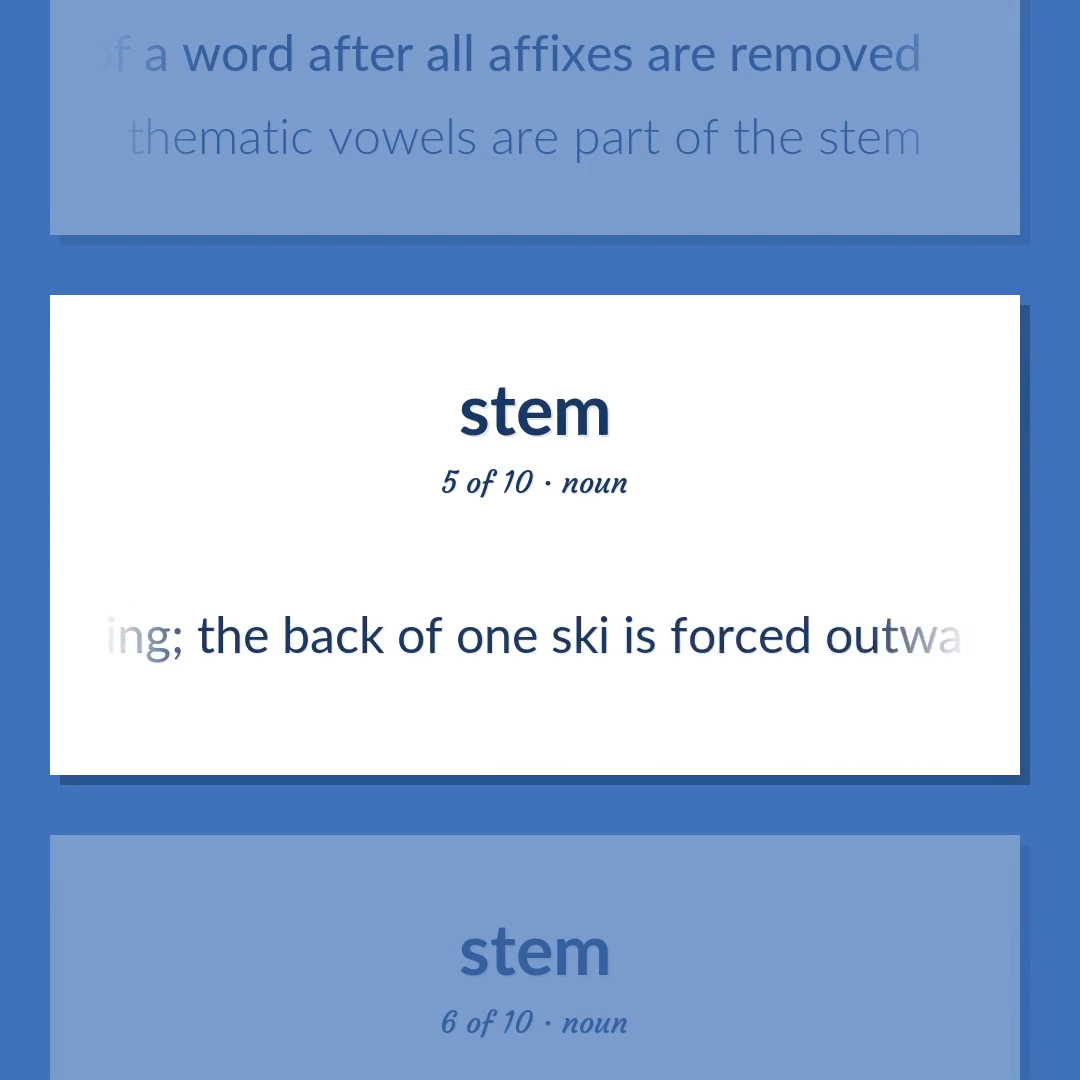 of a word after all affixes are removed
thematic vowels are part of the stem
stem
5 of 10 · noun
ing; the back of one ski is forced outwa
stem
6 of 10 · noun